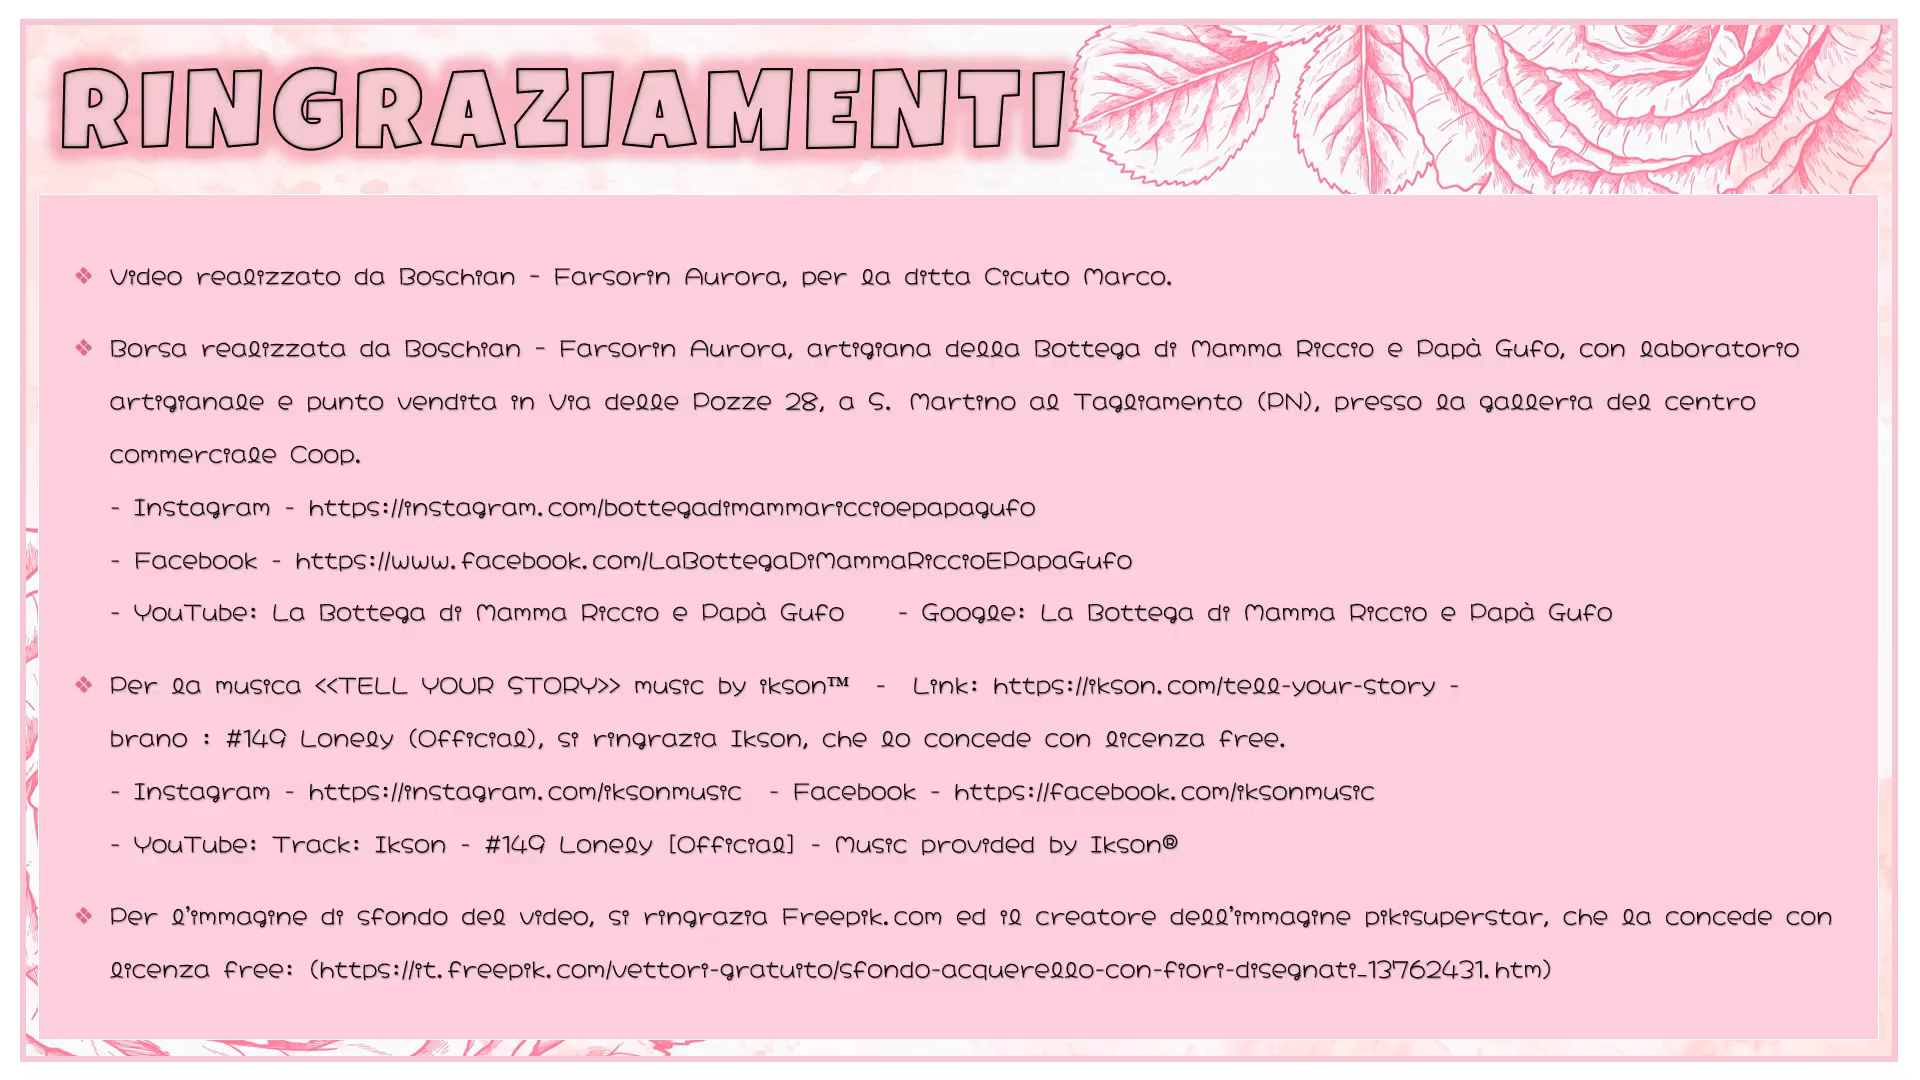 RINGRAZIAMENTI
❖ Video realizzato da Boschian - Farsorin Aurora, per la ditta Cicuto Marco.
❖ Borsa realizzata da Boschian - Farsorin Aurora, artigiana della Bottega di Mamma Riccio e Papà Gufo, con laboratorio
artigianale e punto vendita in Via delle Pozze 28, a S. Martino al Tagliamento (PN), presso la galleria del centro
commerciale Coop.
- Instagram - https://instagram.com/bottegadimammariccioepapagufo
- Facebook - https://www.facebook.com/LaBottegaDiMammaRiccioEPapaGufo
- YouTube: La Bottega di Mamma Riccio e Papà Gufo - Google: La Bottega di Mamma Riccio e Papà Gufo
❖ Per la musica <<TELL YOUR STORY>> music by ikson™ - Link: https://ikson.com/tell-your-story -
brano : #149 Lonely (Official), si ringrazia Ikson, che lo concede con licenza free.
- Instagram - https://instagram.com/iksonmusic - Facebook - https://facebook.com/iksonmusic
- YouTube: Track: Ikson - #149 Lonely [Official] - Music provided by Ikson®
❖ Per l'immagine di sfondo del video, si ringrazia Freepik.com ed il creatore dell'immagine pikisuperstar, che la concede con
licenza free: (https://it.freepik.com/vettori-gratuito/sfondo-acquerello-con-fiori-disegnati_13762431.htm)